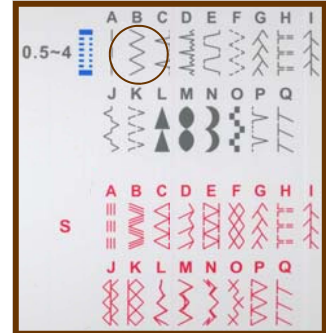 A B C D E F G H I
0.5~4
J K L M N O P Q
A B C D E F G H I
S
J K L M N O P Q